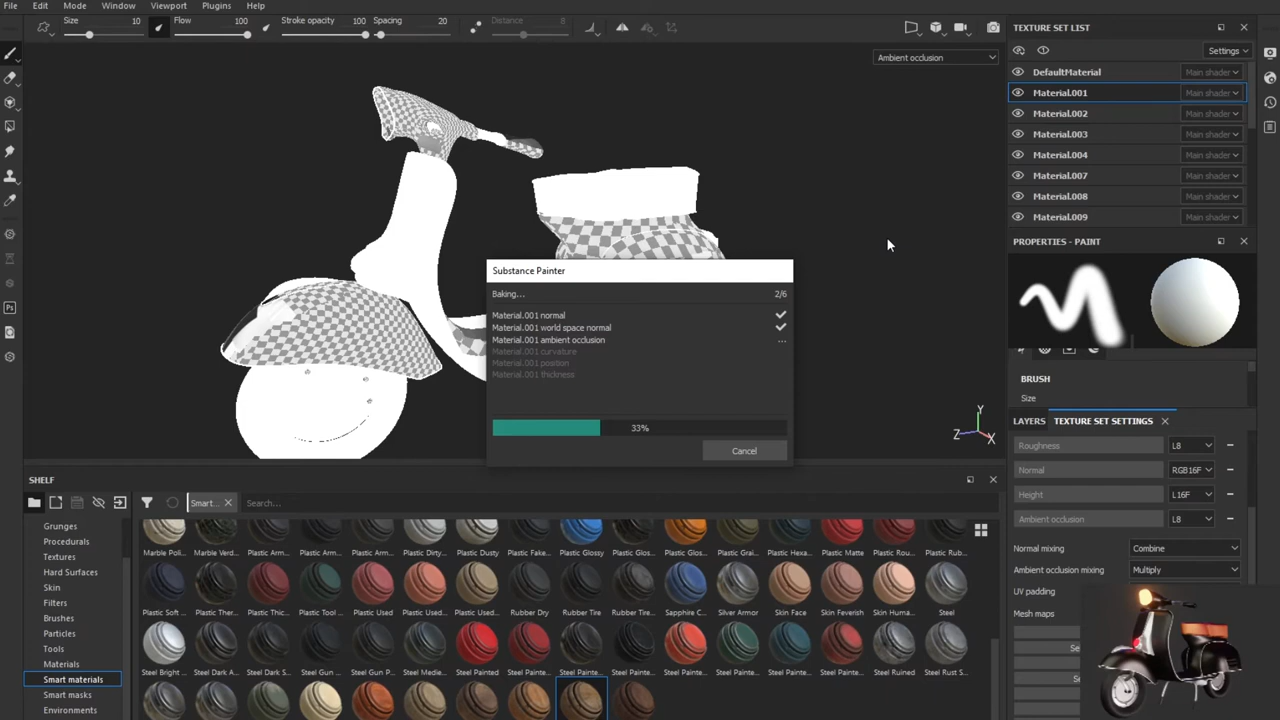 File Edit Mode Window Viewport Plugins Help
Size 10 Flow 100 Stroke opacity 100 Spacing 20 Distance 8
Ambient occlusion
TEXTURE SET LIST
Settings
DefaultMaterial Main shader
Material.001 Main shader
Material.002 Main shader
Material.003 Main shader
Material.004 Main shader
Material.007 Main shader
Material.008 Main shader
Material.009 Main shader
PROPERTIES - PAINT
BRUSH
Size
LAYERS TEXTURE SET SETTINGS
Roughness L8
Normal RGB16F
Height L16F
Ambient occlusion L8
Normal mixing Combine
Ambient occlusion mixing Multiply
UV padding
Mesh maps
Substance Painter
Baking... 2/6
Material.001 normal
Material.001 world space normal
Material.001 ambient occlusion ...
Material.001 curvature
Material.001 position
Material.001 thickness
33%
Cancel
Y
Z X
SHELF
Smart... Search...
Grunges
Procedurals
Textures
Hard Surfaces
Skin
Filters
Brushes
Particles
Tools
Materials
Smart materials
Smart masks
Environments
Marble Poli... Marble Verd... Plastic Arm... Plastic Arm... Plastic Arm... Plastic Dirty... Plastic Dusty Plastic Fake... Plastic Glossy Plastic Glos... Plastic Glos... Plastic Grai... Plastic Hexa... Plastic Matte Plastic Rou... Plastic Rub...
Plastic Soft ... Plastic Ther... Plastic Thic... Plastic Tool ... Plastic Used Plastic Used... Plastic Used... Rubber Dry Rubber Tire Rubber Tire... Sapphire C... Silver Armor Skin Face Skin Feverish Skin Huma... Steel
Steel Bright ... Steel Dark A... Steel Dark S... Steel Gun ... Steel Gun P... Steel Medie... Steel Painted Steel Painte... Steel Painte... Steel Painte... Steel Painte... Steel Painte... Steel Painte... Steel Painte... Steel Ruined Steel Rust S...
Ps